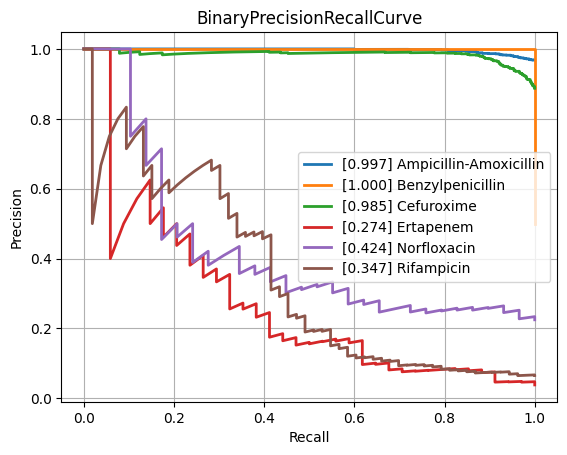 BinaryPrecisionRecallCurve
Precision
1.0
0.8
0.6
0.4
0.2
0.0
[0.997] Ampicillin-Amoxicillin
[1.000] Benzylpenicillin
[0.985] Cefuroxime
[0.274] Ertapenem
[0.424] Norfloxacin
[0.347] Rifampicin
0.0 0.2 0.4 0.6 0.8 1.0
Recall